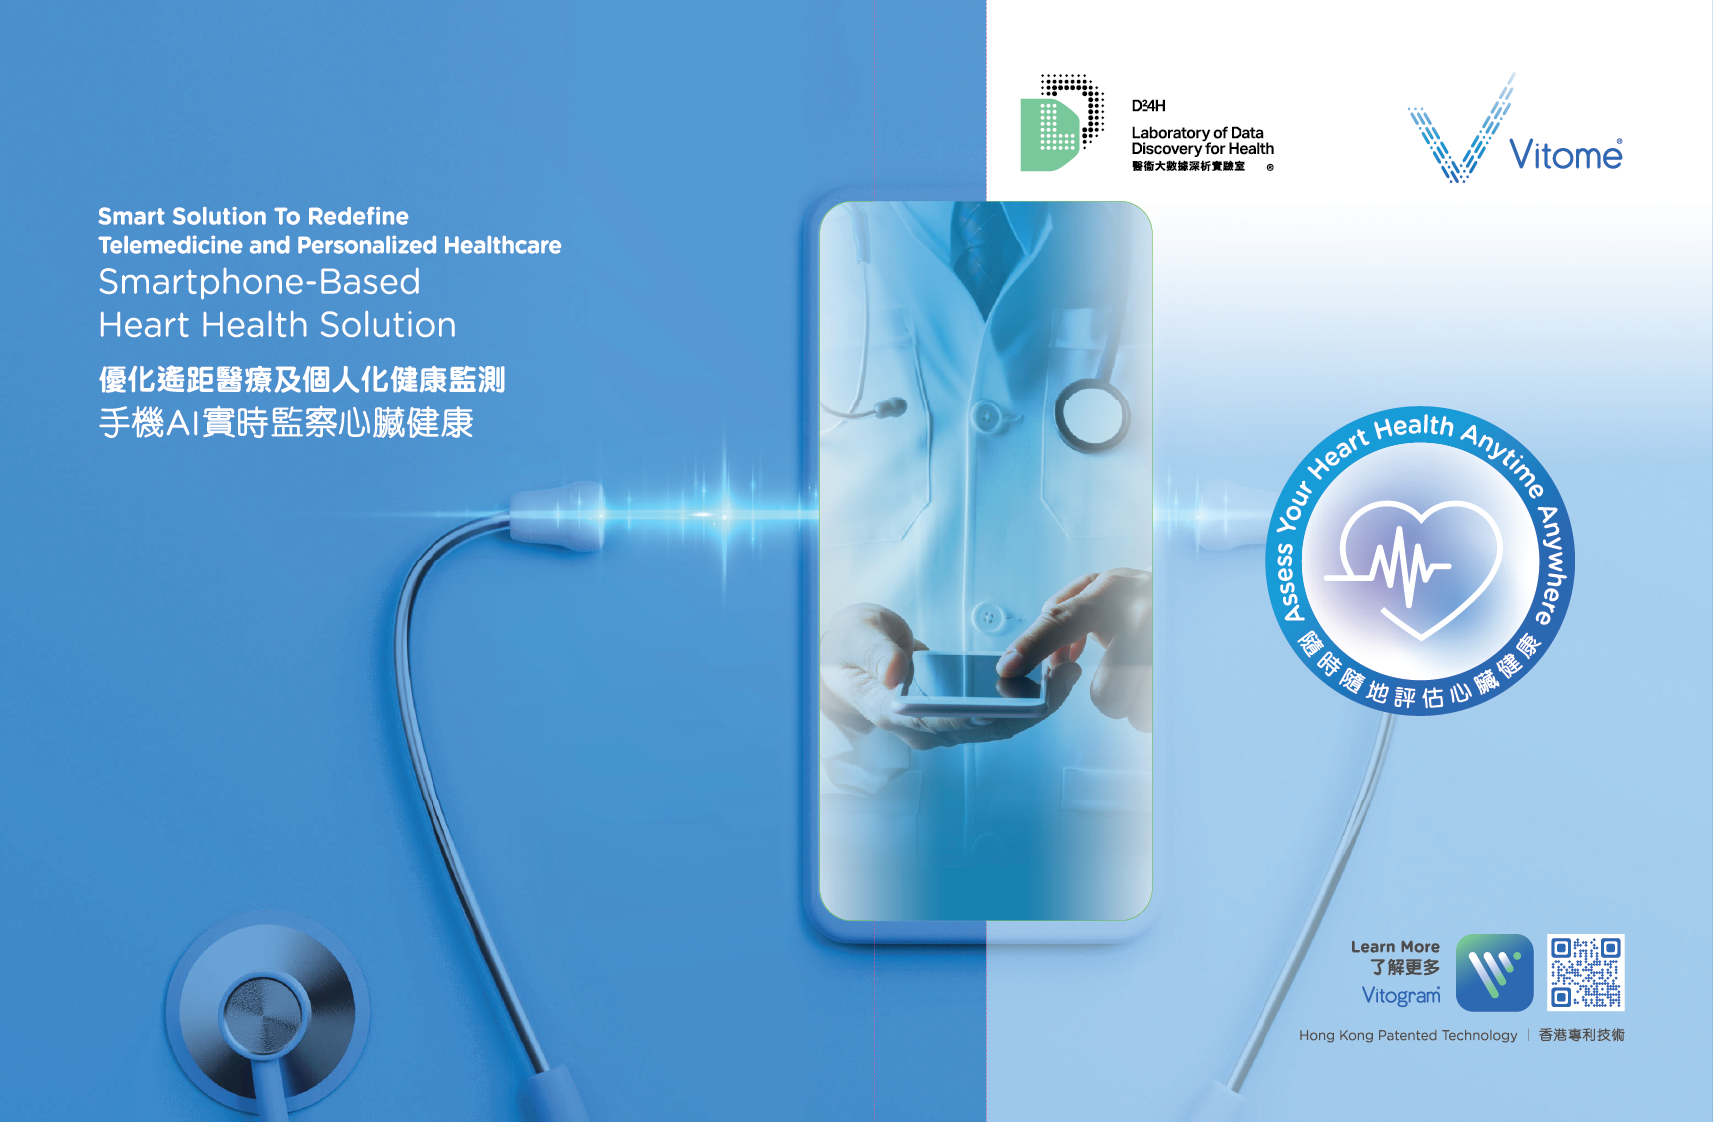 Smart Solution To Redefine
Telemedicine and Personalized Healthcare
Smartphone-Based
Heart Health Solution
優化遙距醫療及個人化健康監測
手機AI實時監察心臟健康
D²4H
Laboratory of Data
Discovery for Health
醫衞大數據深析實驗室 ®
Vitome®
Assess Your Heart Health Anytime Anywhere
隨時隨地評估心臟健康
Learn More
了解更多
Vitogram
Hong Kong Patented Technology | 香港專利技術